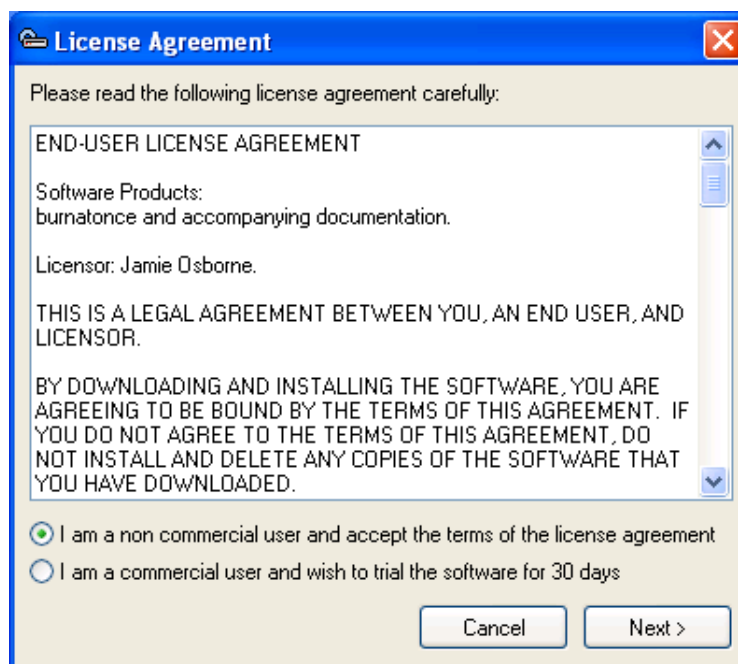 License Agreement
Please read the following license agreement carefully:
END-USER LICENSE AGREEMENT
Software Products:
burnatonce and accompanying documentation.
Licensor: Jamie Osborne.
THIS IS A LEGAL AGREEMENT BETWEEN YOU, AN END USER, AND
LICENSOR.
BY DOWNLOADING AND INSTALLING THE SOFTWARE, YOU ARE
AGREEING TO BE BOUND BY THE TERMS OF THIS AGREEMENT.  IF
YOU DO NOT AGREE TO THE TERMS OF THIS AGREEMENT, DO
NOT INSTALL AND DELETE ANY COPIES OF THE SOFTWARE THAT
YOU HAVE DOWNLOADED.
I am a non commercial user and accept the terms of the license agreement
I am a commercial user and wish to trial the software for 30 days
Cancel
Next >